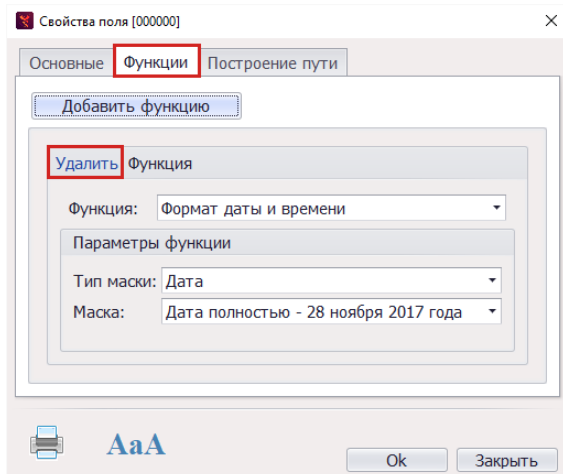 Свойства поля [000000]
Основные Функции Построение пути
Добавить функцию
Удалить Функция
Функция: Формат даты и времени
Параметры функции
Тип маски: Дата
Маска: Дата полностью - 28 ноября 2017 года
AaA
Ok Закрыть